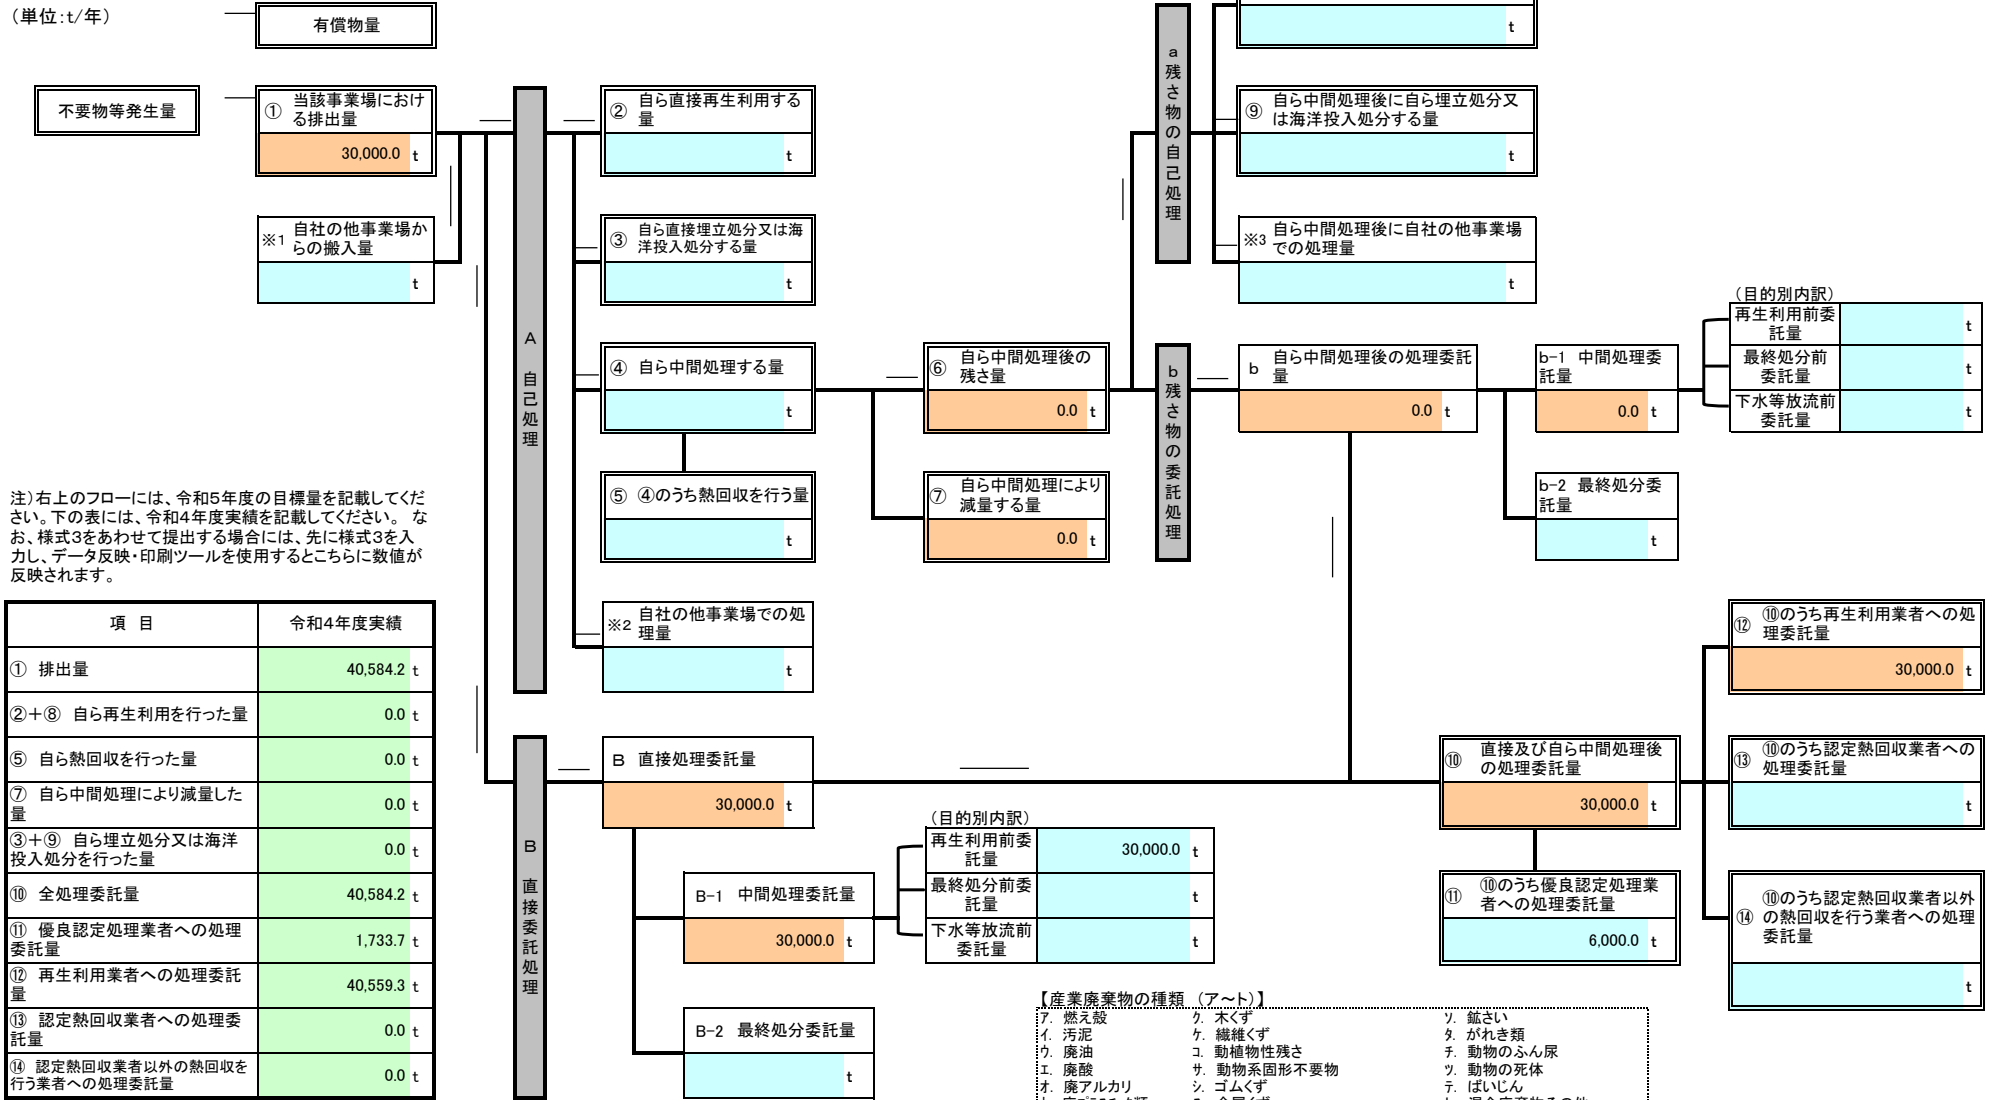 (単位:t/年)
有償物量
t
不要物等発生量
① 当該事業場におけ
る排出量
30,000.0 t
※1 自社の他事業場か
らの搬入量
t
A 自己処理
② 自ら直接再生利用する
量
t
③ 自ら直接埋立処分又は海
洋投入処分する量
t
④ 自ら中間処理する量
t
⑤ ④のうち熱回収を行う量
t
※2 自社の他事業場での処
理量
t
⑥ 自ら中間処理後の
残さ量
0.0 t
⑦ 自ら中間処理により
減量する量
0.0 t
a 残さ物の自己処理
⑨ 自ら中間処理後に自ら埋立処分又
は海洋投入処分する量
t
※3 自ら中間処理後に自社の他事業場
での処理量
t
b 残さ物の委託処理
b 自ら中間処理後の処理委託
量
0.0 t
b-1 中間処理委
託量
0.0 t
(目的別内訳)
再生利用前委
託量
t
最終処分前
委託量
t
下水等放流前
委託量
t
b-2 最終処分委
託量
t
注)右上のフローには、令和5年度の目標量を記載してくだ
さい。下の表には、令和4年度実績を記載してください。 な
お、様式3をあわせて提出する場合には、先に様式3を入
力し、データ反映・印刷ツールを使用するとこちらに数値が
反映されます。
項 目 令和4年度実績
① 排出量 40,584.2 t
②+⑧ 自ら再生利用を行った量 0.0 t
⑤ 自ら熱回収を行った量 0.0 t
⑦ 自ら中間処理により減量した
量 0.0 t
③+⑨ 自ら埋立処分又は海洋
投入処分を行った量 0.0 t
⑩ 全処理委託量 40,584.2 t
⑪ 優良認定処理業者への処理
委託量 1,733.7 t
⑫ 再生利用業者への処理委託
量 40,559.3 t
⑬ 認定熱回収業者への処理委
託量 0.0 t
⑭ 認定熱回収業者以外の熱回収を
行う業者への処理委託量 0.0 t
B 直接委託処理
B 直接処理委託量
30,000.0 t
B-1 中間処理委託量
30,000.0 t
(目的別内訳)
再生利用前委
託量
30,000.0 t
最終処分前委
託量
t
下水等放流前
委託量
t
B-2 最終処分委託量
t
⑩ 直接及び自ら中間処理後
の処理委託量
30,000.0 t
⑪ ⑩のうち優良認定処理業
者への処理委託量
6,000.0 t
⑫ ⑩のうち再生利用業者への処
理委託量
30,000.0 t
⑬ ⑩のうち認定熱回収業者への
処理委託量
t
⑭ ⑩のうち認定熱回収業者以外
の熱回収を行う業者への処理
委託量
t
【産業廃棄物の種類 (ア~ト)】
ア. 燃え殻 ク. 木くず ソ. 鉱さい
イ. 汚泥 ケ. 繊維くず タ. がれき類
ウ. 廃油 コ. 動植物性残さ チ. 動物のふん尿
エ. 廃酸 サ. 動物系固形不要物 ツ. 動物の死体
オ. 廃アルカリ シ. ゴムくず テ. ばいじん